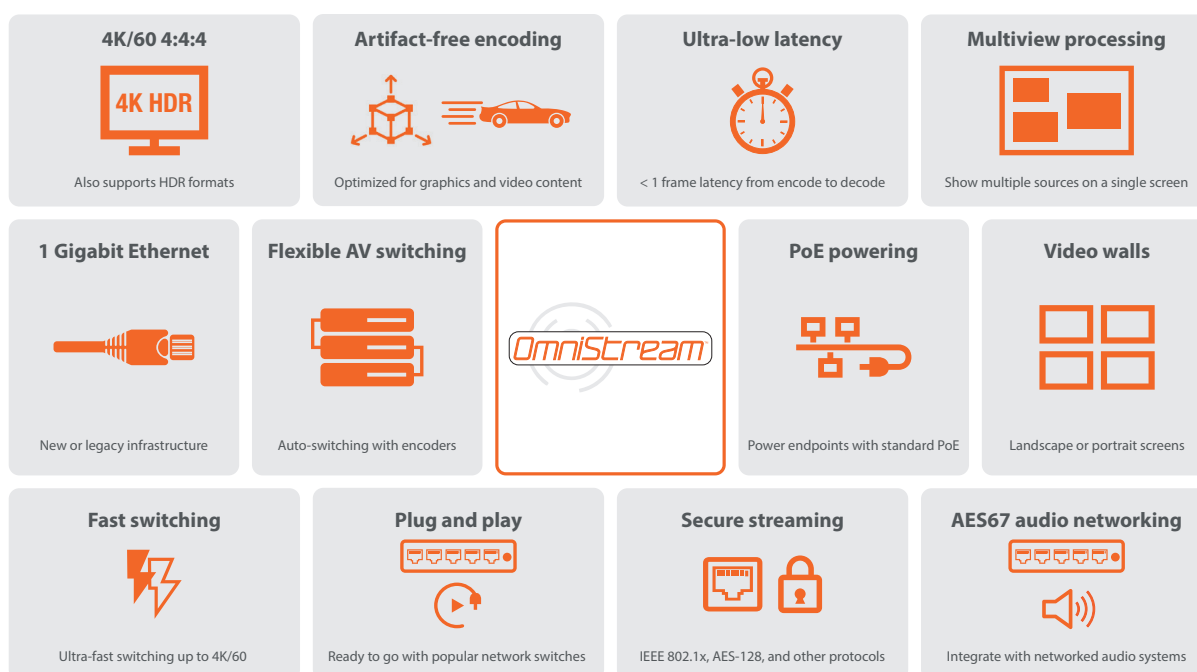 4K/60 4:4:4
4K HDR
Also supports HDR formats
Artifact-free encoding
Optimized for graphics and video content
Ultra-low latency
< 1 frame latency from encode to decode
Multiview processing
Show multiple sources on a single screen
1 Gigabit Ethernet
New or legacy infrastructure
Flexible AV switching
Auto-switching with encoders
OmniStream
PoE powering
Power endpoints with standard PoE
Video walls
Landscape or portrait screens
Fast switching
Ultra-fast switching up to 4K/60
Plug and play
Ready to go with popular network switches
Secure streaming
IEEE 802.1x, AES-128, and other protocols
AES67 audio networking
Integrate with networked audio systems